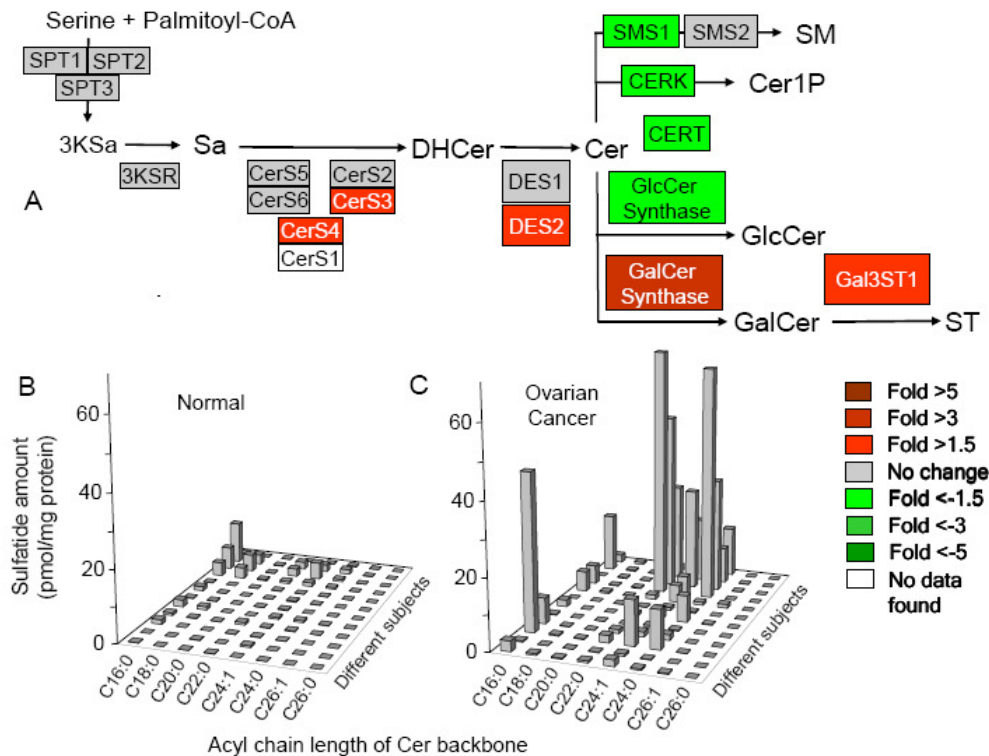 Serine + Palmitoyl-CoA
SPT1 SPT2
SPT3
3KSa
3KSR
Sa
CerS5 CerS2
CerS6 CerS3
CerS4
CerS1
DHCer
DES1
DES2
Cer
SMS1 SMS2
SM
CERK
Cer1P
CERT
GlcCer
Synthase
GlcCer
GalCer
Synthase
GalCer
Gal3ST1
ST
A
B
Normal
Sulfatide amount
(pmol/mg protein)
60
40
20
0
C16:0
C18:0
C20:0
C22:0
C24:1
C24:0
C26:1
C26:0
Different subjects
C
Ovarian
Cancer
60
40
20
0
C16:0
C18:0
C20:0
C22:0
C24:1
C24:0
C26:1
C26:0
Different subjects
Acyl chain length of Cer backbone
Fold >5
Fold >3
Fold >1.5
No change
Fold <-1.5
Fold <-3
Fold <-5
No data
found